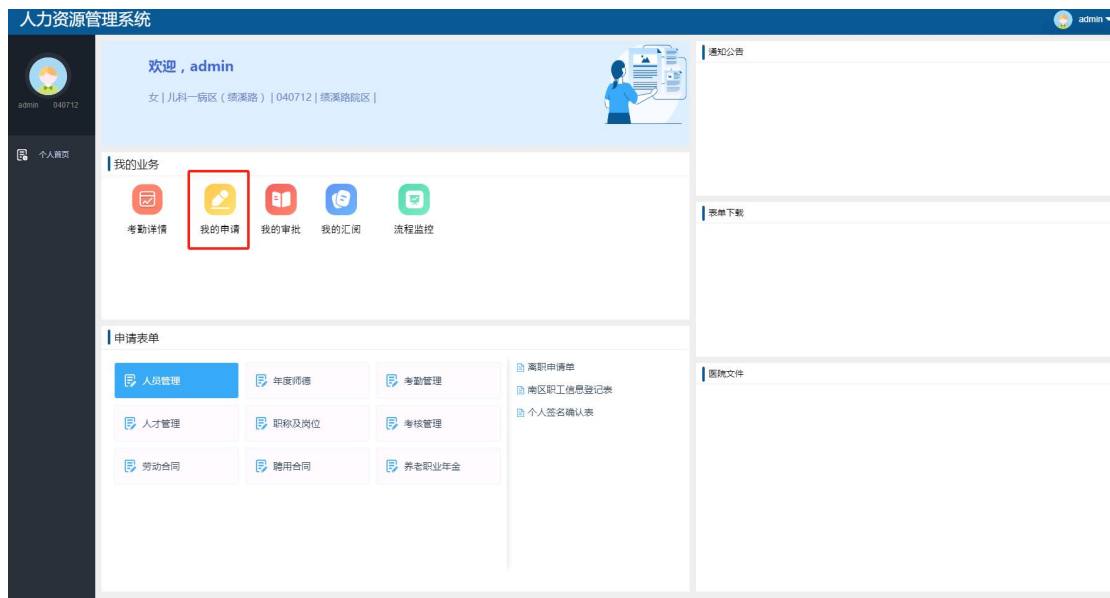 人力资源管理系统
admin
admin 040712
个人首页
欢迎，admin
女 | 儿科一病区（绩溪路）| 040712 | 绩溪路院区 |
我的业务
考勤详情
我的申请
我的审批
我的汇阅
流程监控
申请表单
人员管理
年度师德
考勤管理
人才管理
职称及岗位
考核管理
劳动合同
聘用合同
养老职业年金
离职申请单
南区职工信息登记表
个人签名确认表
通知公告
表单下载
医院文件